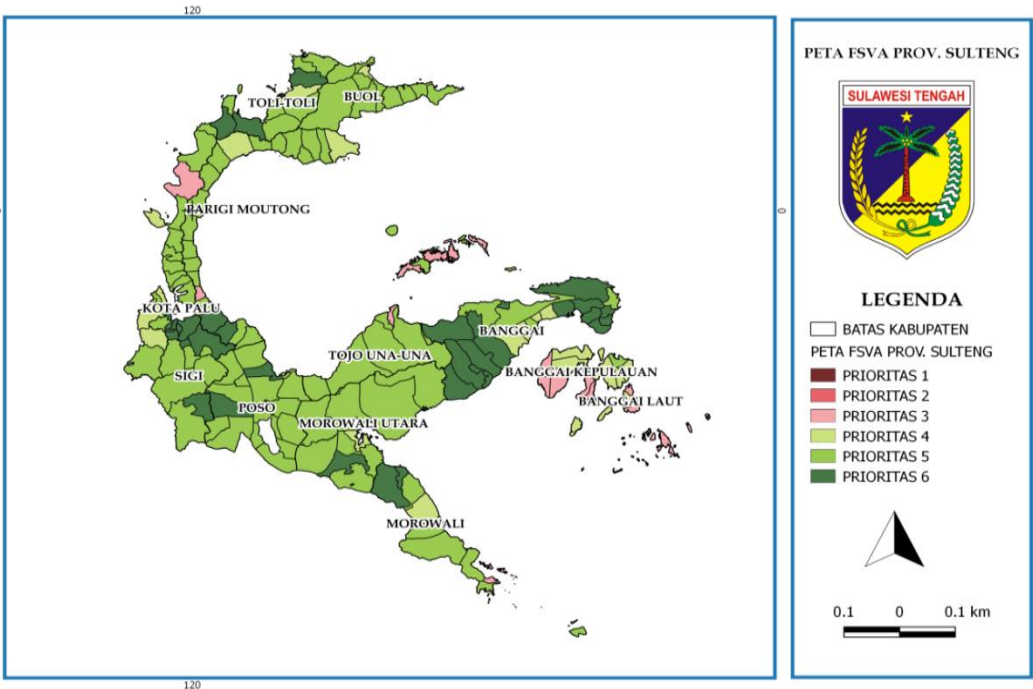 120
TOLI-TOLI
BUOL
PARIGI MOUTONG
0
KOTA PALU
BANGGAI
TOJO UNA-UNA
BANGGAI KEPULAUAN
SIGI
BANGGAI LAUT
POSO
MOROWALI UTARA
MOROWALI
120
PETA FSVA PROV. SULTENG
SULAWESI TENGAH
LEGENDA
BATAS KABUPATEN
PETA FSVA PROV. SULTENG
PRIORITAS 1
PRIORITAS 2
PRIORITAS 3
PRIORITAS 4
PRIORITAS 5
PRIORITAS 6
0.1 0 0.1 km